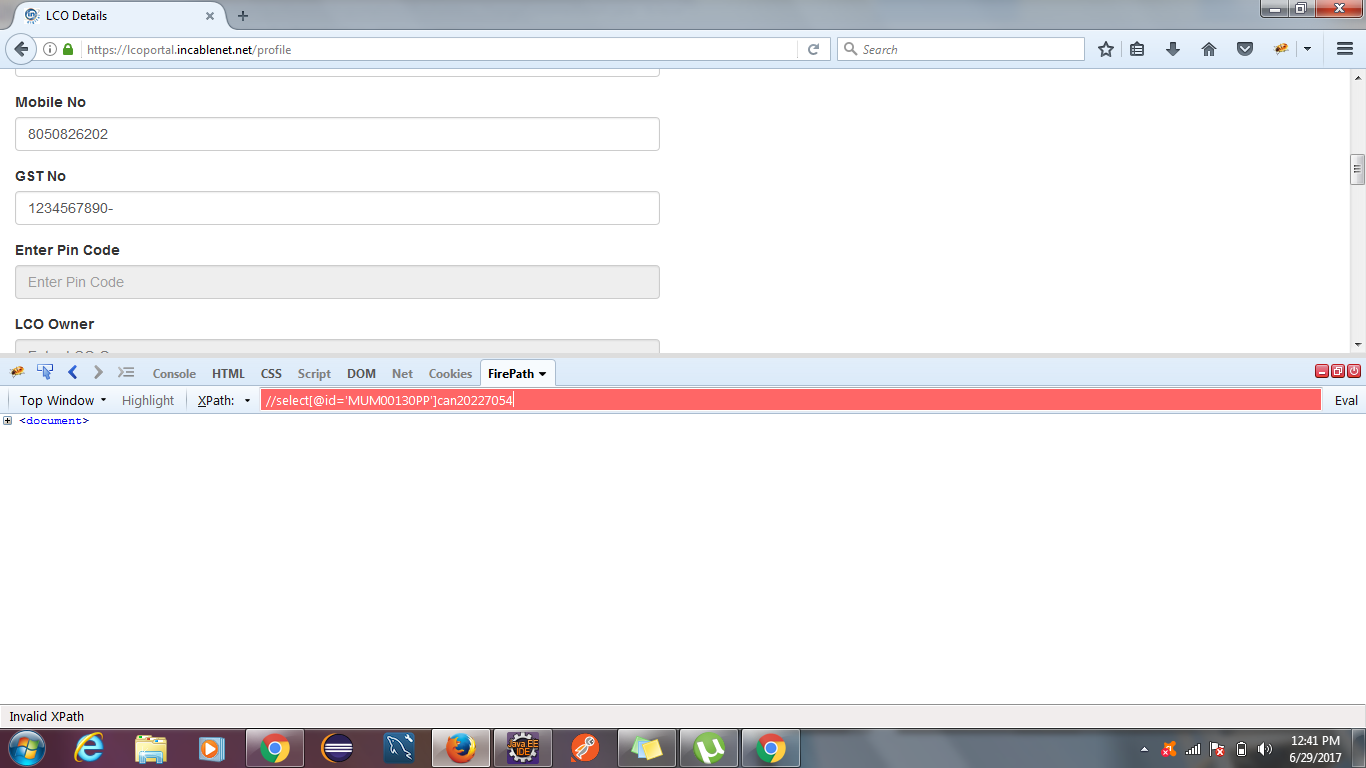 LCO Details
https://lcoportal.incablenet.net/profile
Search
Mobile No
8050826202
GST No
1234567890-
Enter Pin Code
Enter Pin Code
LCO Owner
Console HTML CSS Script DOM Net Cookies FirePath
Top Window Highlight XPath: //select[@id='MUM00130PP']can20227054 Eval
<document>
Invalid XPath
Java EE
IDE
12:41 PM
6/29/2017